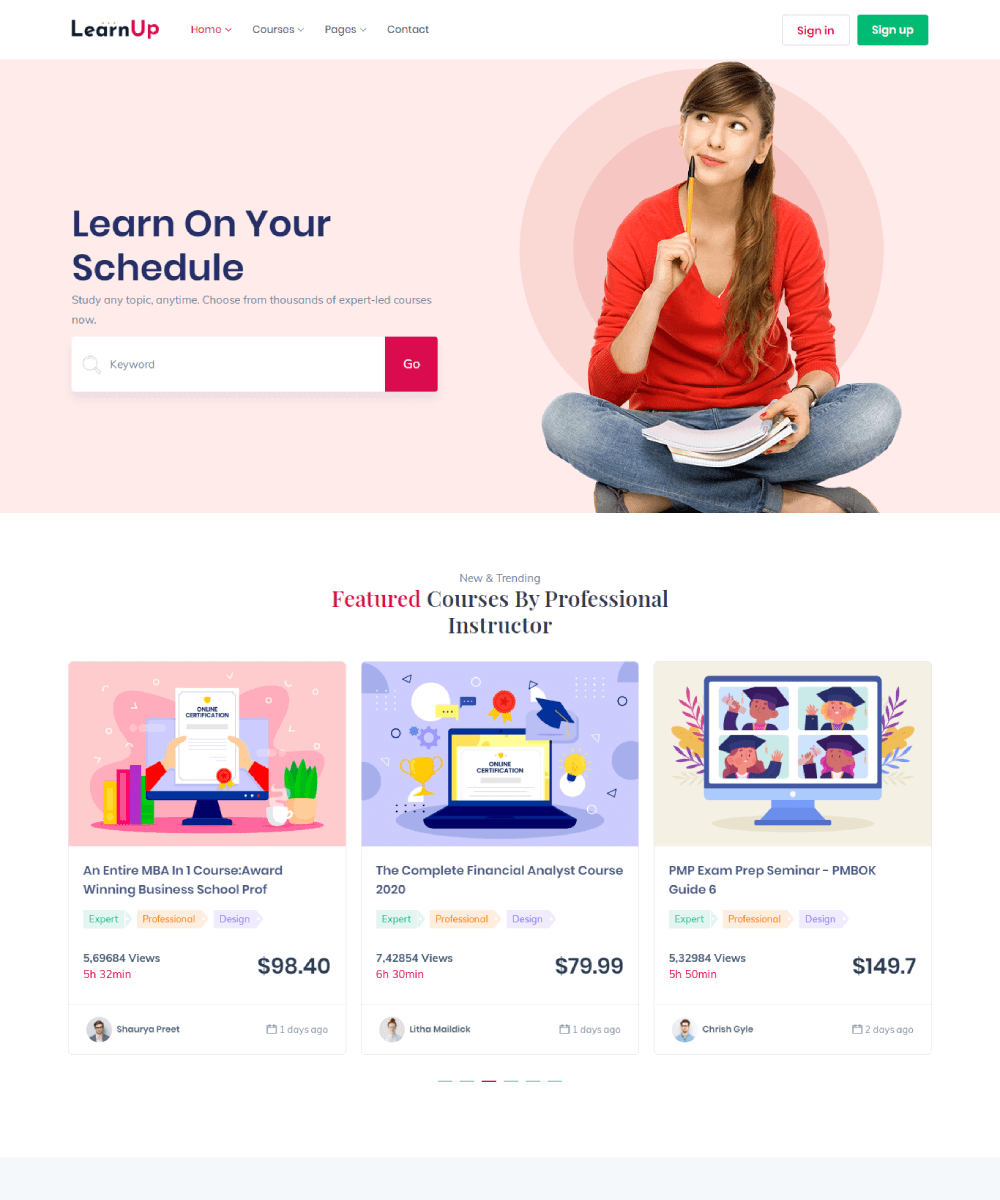 LearnUp
Home
Courses
Pages
Contact
Sign in
Sign up
Learn On Your
Schedule
Study any topic, anytime. Choose from thousands of expert-led courses
now.
Keyword
Go
New & Trending
Featured Courses By Professional
Instructor
ONLINE
CERTIFICATION
ONLINE
CERTIFICATION
An Entire MBA In 1 Course:Award
Winning Business School Prof
Expert
Professional
Design
5,69684 Views
5h 32min
$98.40
Shaurya Preet
1 days ago
The Complete Financial Analyst Course
2020
Expert
Professional
Design
7,42854 Views
6h 30min
$79.99
Litha Maildick
1 days ago
PMP Exam Prep Seminar - PMBOK
Guide 6
Expert
Professional
Design
5,32984 Views
5h 50min
$149.7
Chrish Gyle
2 days ago